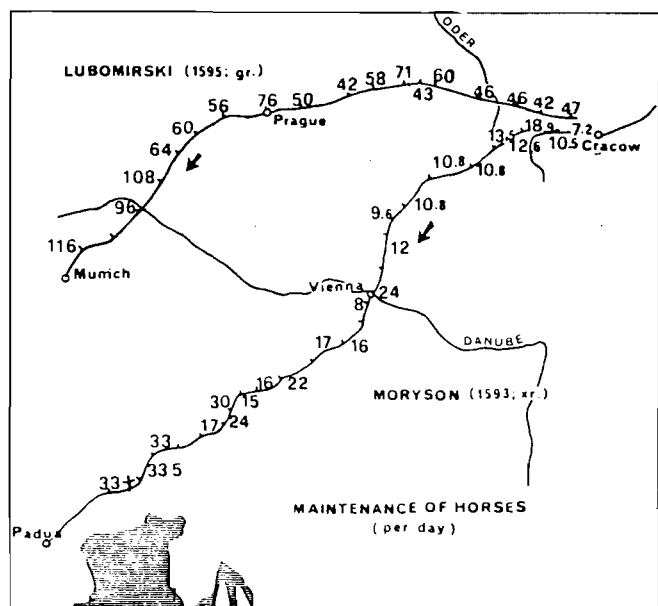 ODER
LUBOMIRSKI (1595; gr.)
42 58 71 60
43
56 76 50
Prague
46 46 42 47
60
64
13.5 18 9 7.2
12 6 10.5 Cracow
108
10.8 10.8
96
9.6 10.8
12
116
Munich
Vienna 24
8
17 16
DANUBE
16 22
MORYSON (1593; xr.)
30 15
17 24
33
33.5
33
MAINTENANCE OF HORSES
(per day)
Padua